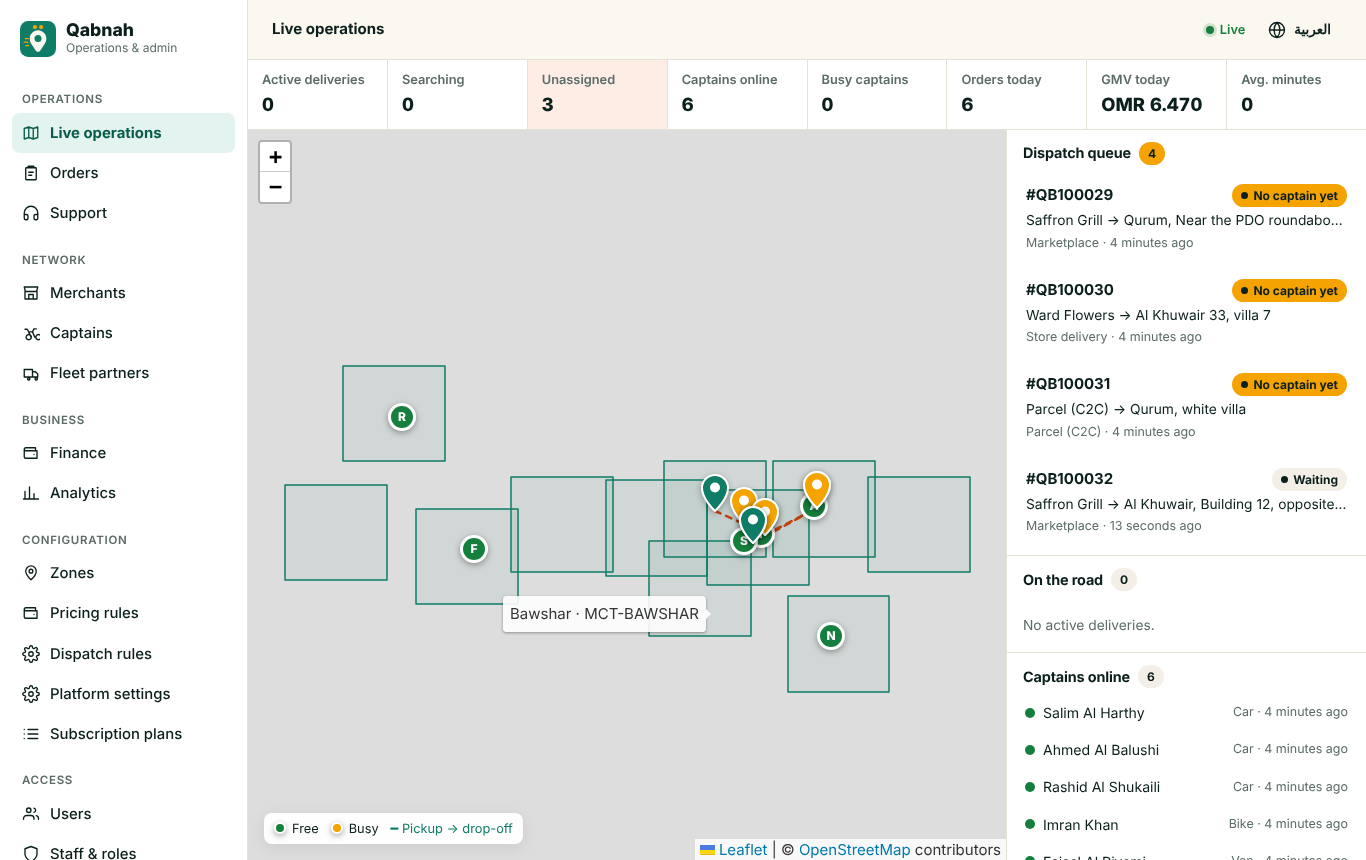 Qabnah
Operations & admin
OPERATIONS
Live operations
Orders
Support
NETWORK
Merchants
Captains
Fleet partners
BUSINESS
Finance
Analytics
CONFIGURATION
Zones
Pricing rules
Dispatch rules
Platform settings
Subscription plans
ACCESS
Users
Staff & roles
Live operations
Live
العربية
Active deliveries
0
Searching
0
Unassigned
3
Captains online
6
Busy captains
0
Orders today
6
GMV today
OMR 6.470
Avg. minutes
0
+
−
R
F
S
N
Bawshar · MCT-BAWSHAR
Free
Busy
Pickup → drop-off
Leaflet | © OpenStreetMap contributors
Dispatch queue 4
#QB100029 No captain yet
Saffron Grill → Qurum, Near the PDO roundabo...
Marketplace · 4 minutes ago
#QB100030 No captain yet
Ward Flowers → Al Khuwair 33, villa 7
Store delivery · 4 minutes ago
#QB100031 No captain yet
Parcel (C2C) → Qurum, white villa
Parcel (C2C) · 4 minutes ago
#QB100032 Waiting
Saffron Grill → Al Khuwair, Building 12, opposite...
Marketplace · 13 seconds ago
On the road 0
No active deliveries.
Captains online 6
Salim Al Harthy Car · 4 minutes ago
Ahmed Al Balushi Car · 4 minutes ago
Rashid Al Shukaili Car · 4 minutes ago
Imran Khan Bike · 4 minutes ago